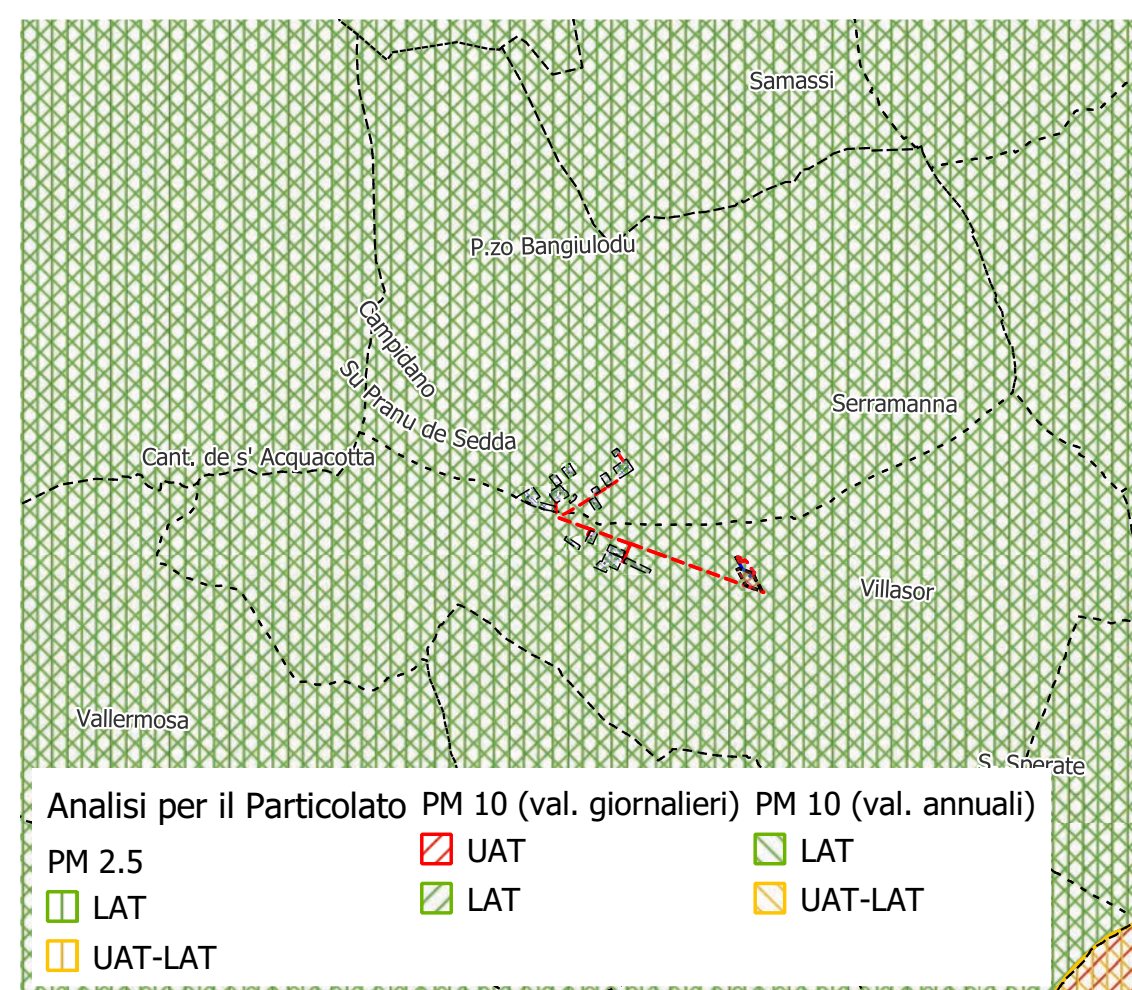 Samassi
P.zo Bangiulodu
Campidano
Su Pranu de Sedda
Serramanna
Cant. de s' Acquacotta
Villasor
Vallermosa
S. Sperate
Analisi per il Particolato
PM 2.5
LAT
UAT-LAT
PM 10 (val. giornalieri)
UAT
LAT
PM 10 (val. annuali)
LAT
UAT-LAT